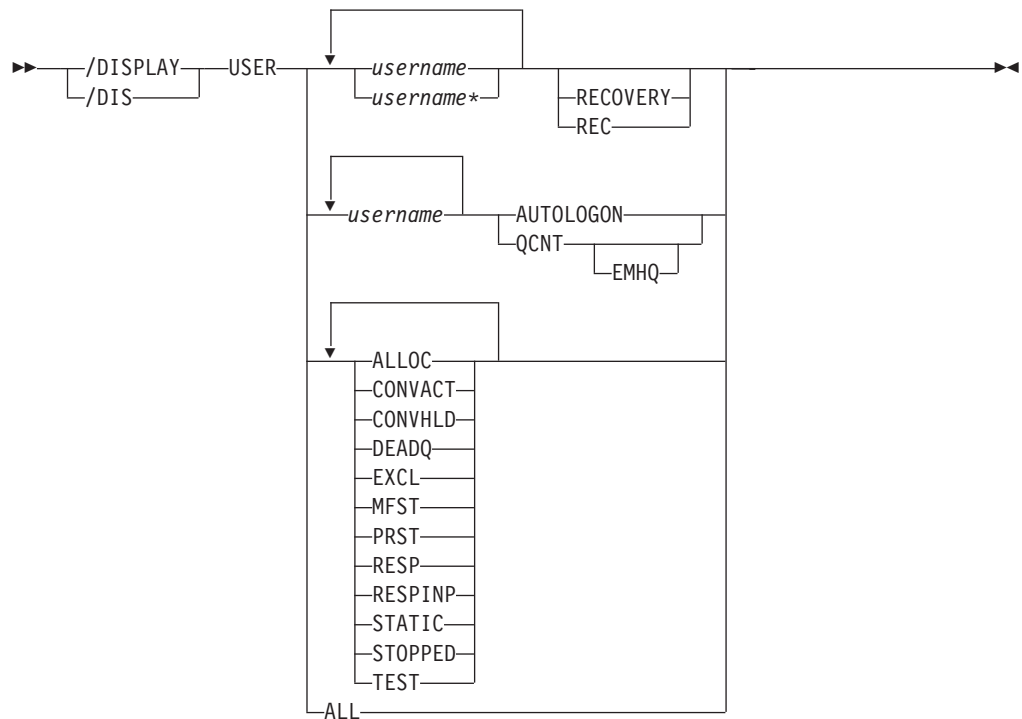 /DISPLAY USER username
/DIS username* RECOVERY
REC
username AUTOLOGON
QCNT
EMHQ
ALLOC
CONVACT
CONVHLD
DEADQ
EXCL
MFST
PRST
RESP
RESPINP
STATIC
STOPPED
TEST
ALL